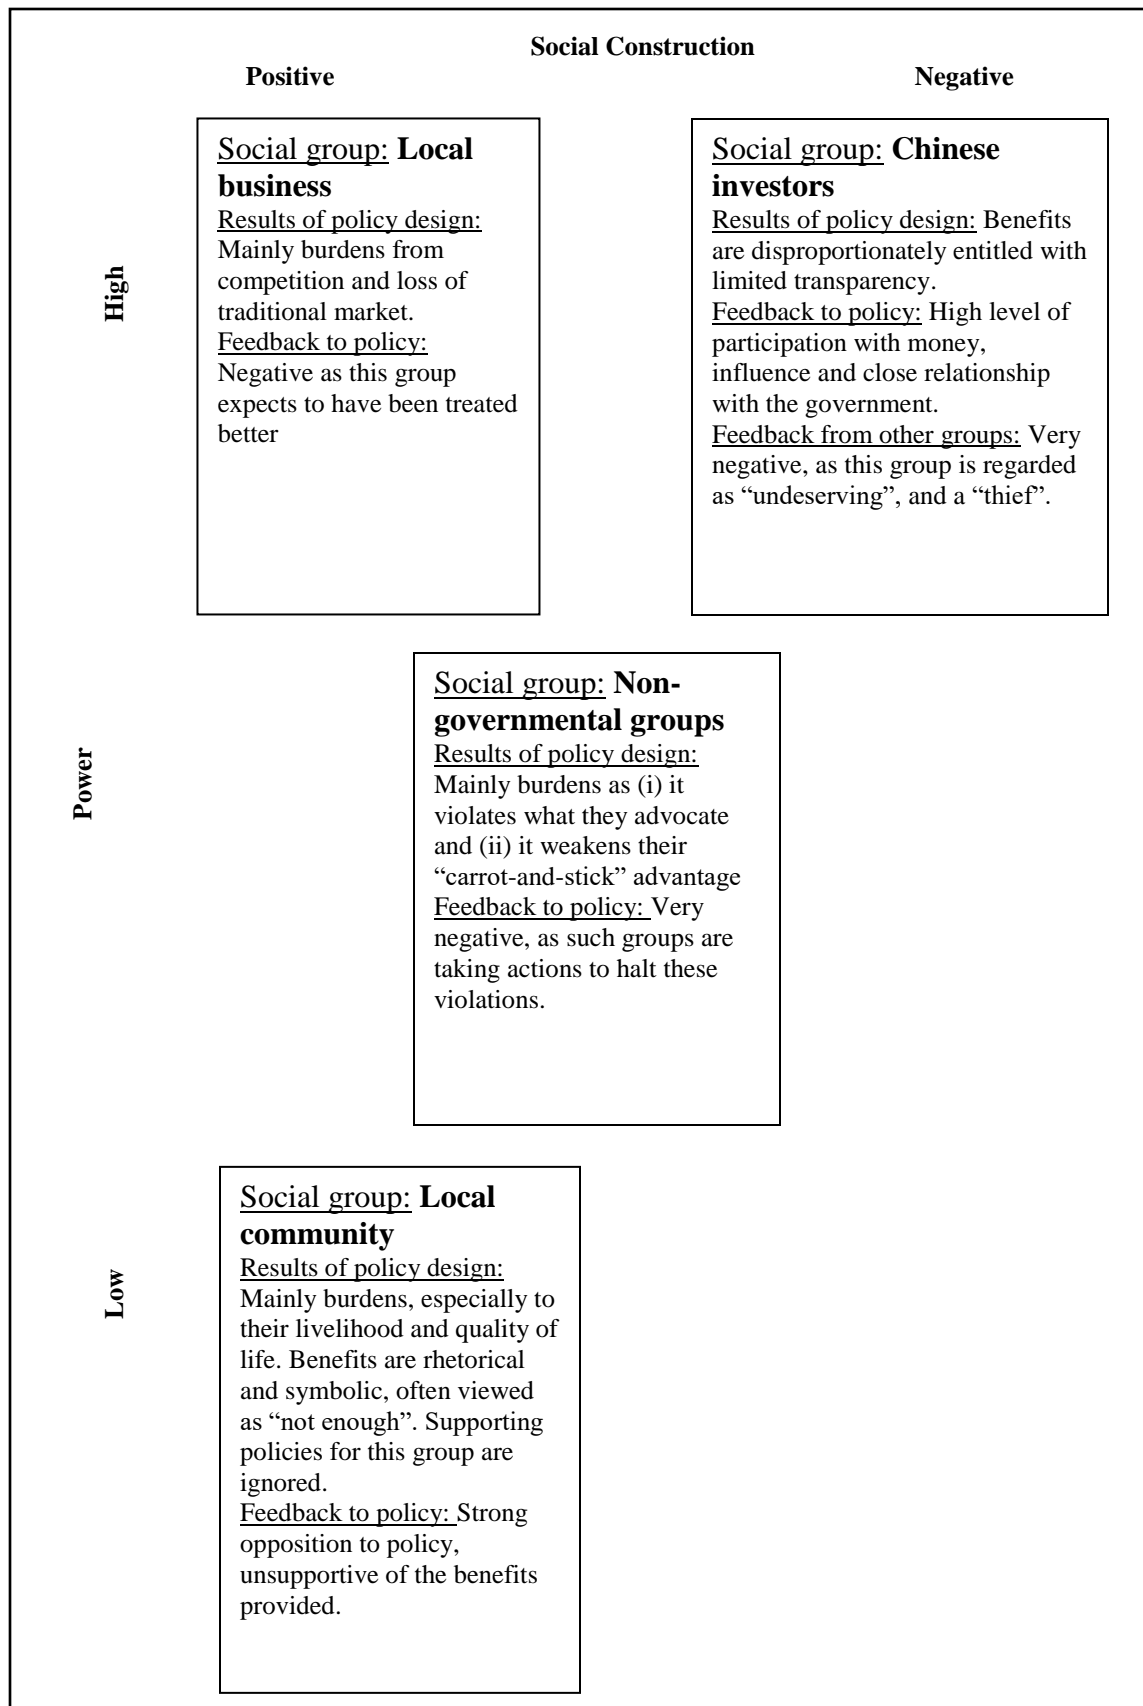 Social Construction
Positive
Negative
High
Social group: Local
business
Results of policy design:
Mainly burdens from
competition and loss of
traditional market.
Feedback to policy:
Negative as this group
expects to have been treated
better
Social group: Chinese
investors
Results of policy design: Benefits
are disproportionately entitled with
limited transparency.
Feedback to policy: High level of
participation with money,
influence and close relationship
with the government.
Feedback from other groups: Very
negative, as this group is regarded
as “undeserving”, and a “thief”.
Power
Social group: Non-
governmental groups
Results of policy design:
Mainly burdens as (i) it
violates what they advocate
and (ii) it weakens their
“carrot-and-stick” advantage
Feedback to policy: Very
negative, as such groups are
taking actions to halt these
violations.
Low
Social group: Local
community
Results of policy design:
Mainly burdens, especially to
their livelihood and quality of
life. Benefits are rhetorical
and symbolic, often viewed
as “not enough”. Supporting
policies for this group are
ignored.
Feedback to policy: Strong
opposition to policy,
unsupportive of the benefits
provided.